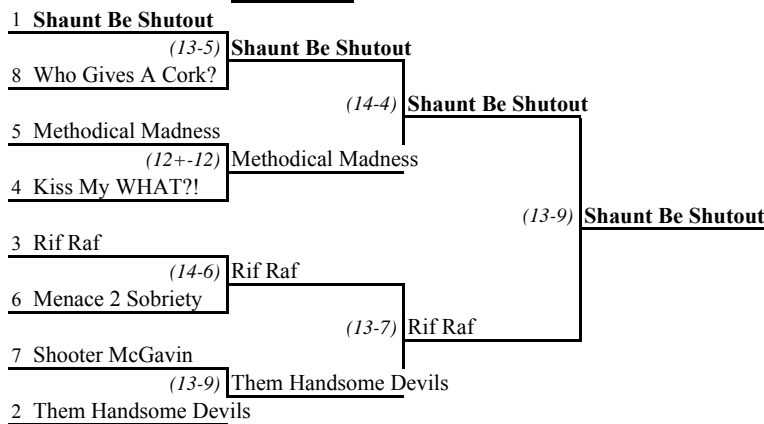 1 Shaunt Be Shutout
(13-5) Shaunt Be Shutout
8 Who Gives A Cork?
(14-4) Shaunt Be Shutout
5 Methodical Madness
(12+-12) Methodical Madness
4 Kiss My WHAT?!
(13-9) Shaunt Be Shutout
3 Rif Raf
(14-6) Rif Raf
6 Menace 2 Sobriety
(13-7) Rif Raf
7 Shooter McGavin
(13-9) Them Handsome Devils
2 Them Handsome Devils